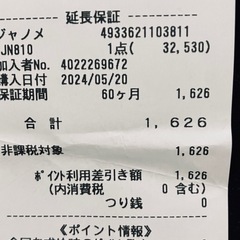 延長保証
ジャノメ 4933621103811
JN810 1点( 32,530)
加入者No. 4022269672
購入日付 2024/05/20
保証期間 60ヶ月 1,626
合 計 1,626
非課税対象 1,626
ﾎﾟｲﾝﾄ利用差引き額 1,626
(内消費税 0 含む)
つり銭 0
《ポイント情報》